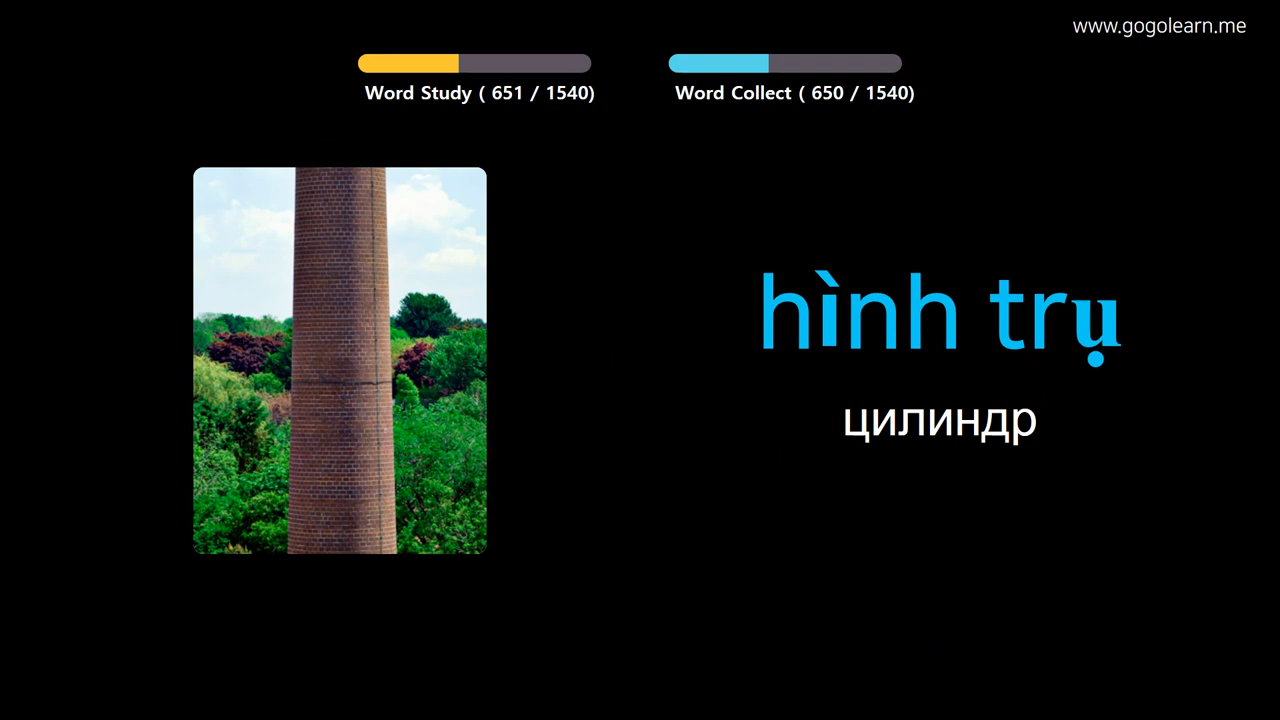 www.gogolearn.me
Word Study ( 651 / 1540)
Word Collect ( 650 / 1540)
hình trụ
цилиндр